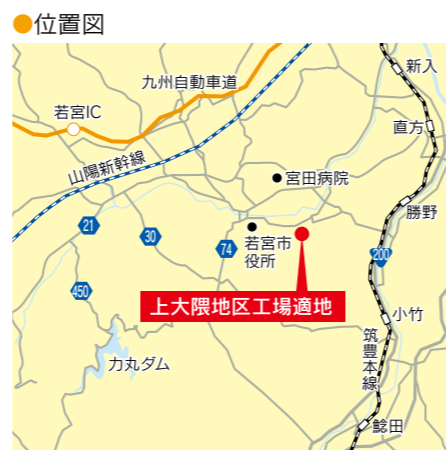 ●位置図
九州自動車道
新入
若宮IC
直方
山陽新幹線
宮田病院
勝野
21
30
74
若宮市
役所
200
450
上大隈地区工場適地
小竹
筑豊本線
力丸ダム
鯰田